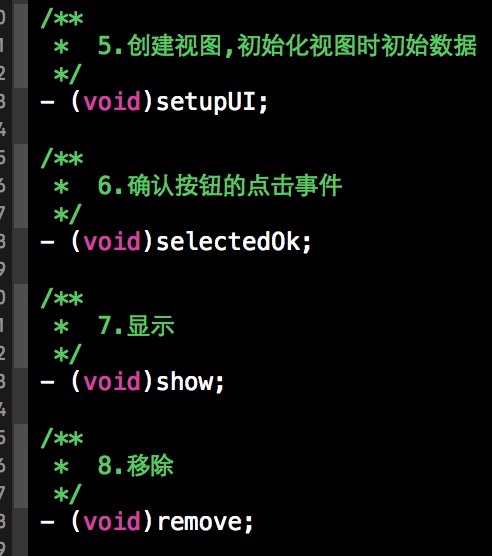 /**
 *  5.创建视图,初始化视图时初始数据
 */
- (void)setupUI;
/**
 *  6.确认按钮的点击事件
 */
- (void)selectedOk;
/**
 *  7.显示
 */
- (void)show;
/**
 *  8.移除
 */
- (void)remove;